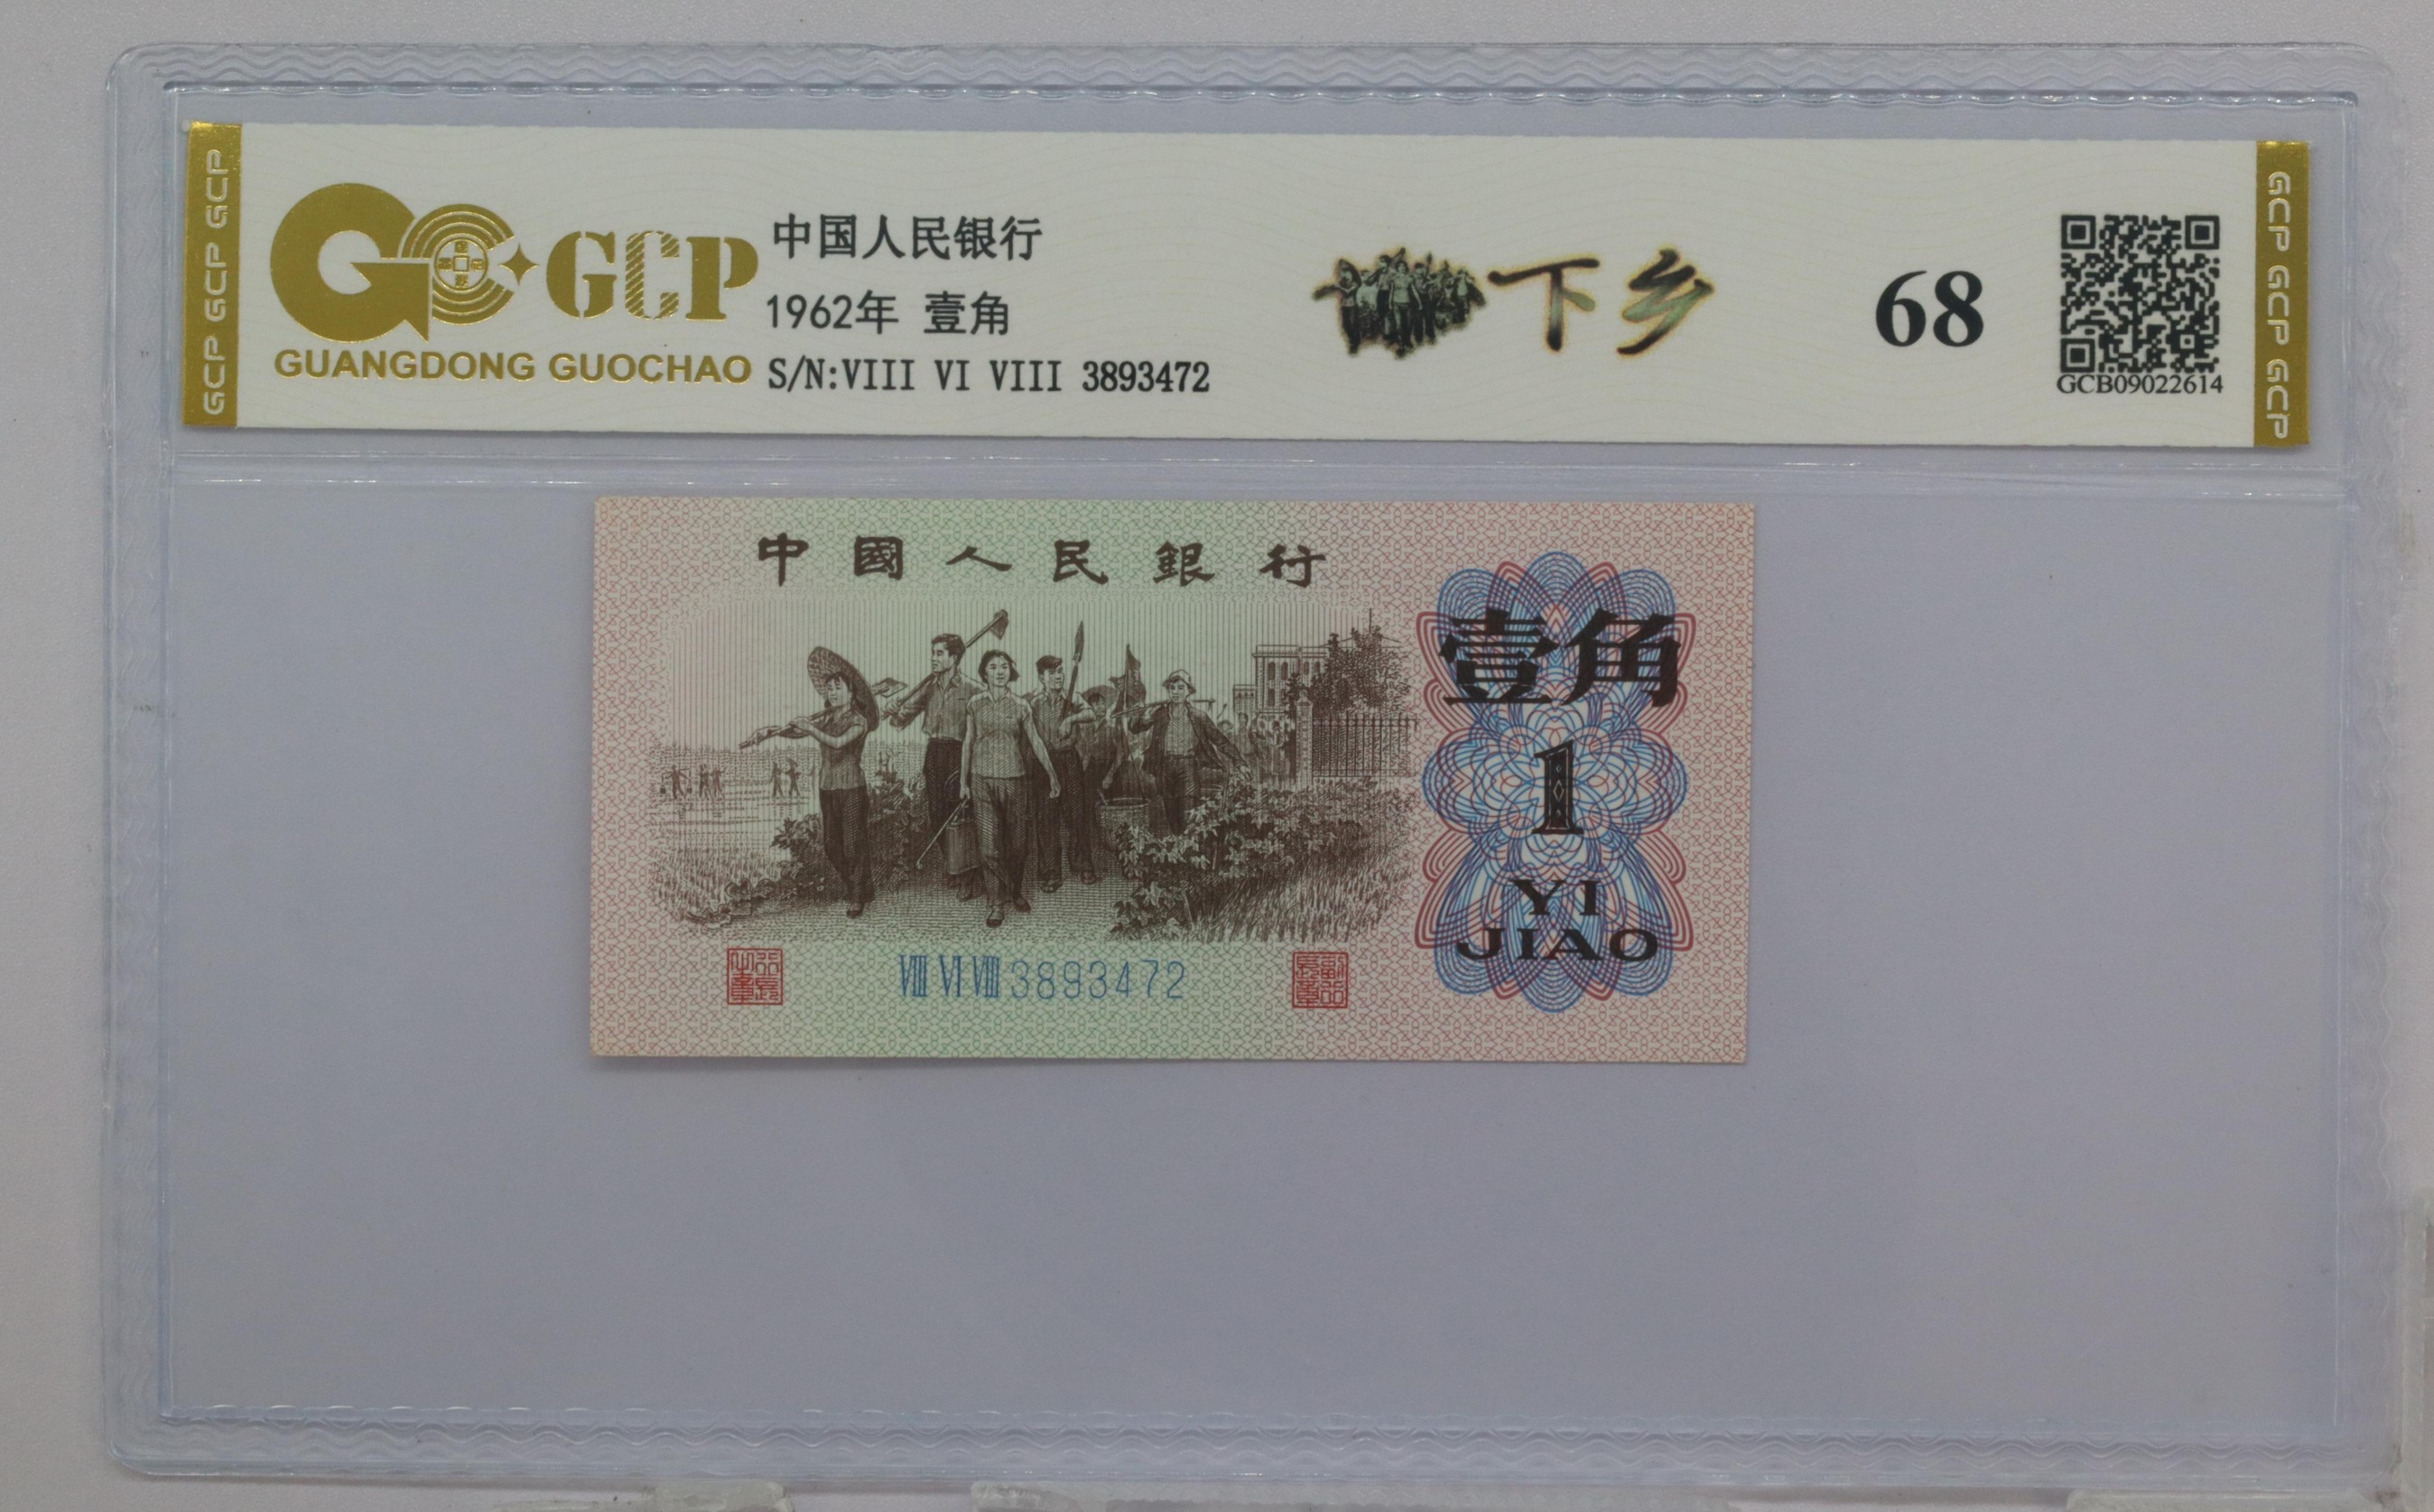 GCP GCP GCP
GCP
GUANGDONG GUOCHAO
中国人民银行
1962年 壹角
S/N:VIII VI VIII 3893472
下乡
68
GCB09022614
GCP GCP GCP
中國人民銀行
壹角
1
YI
JIAO
VIII VI VIII 3893472